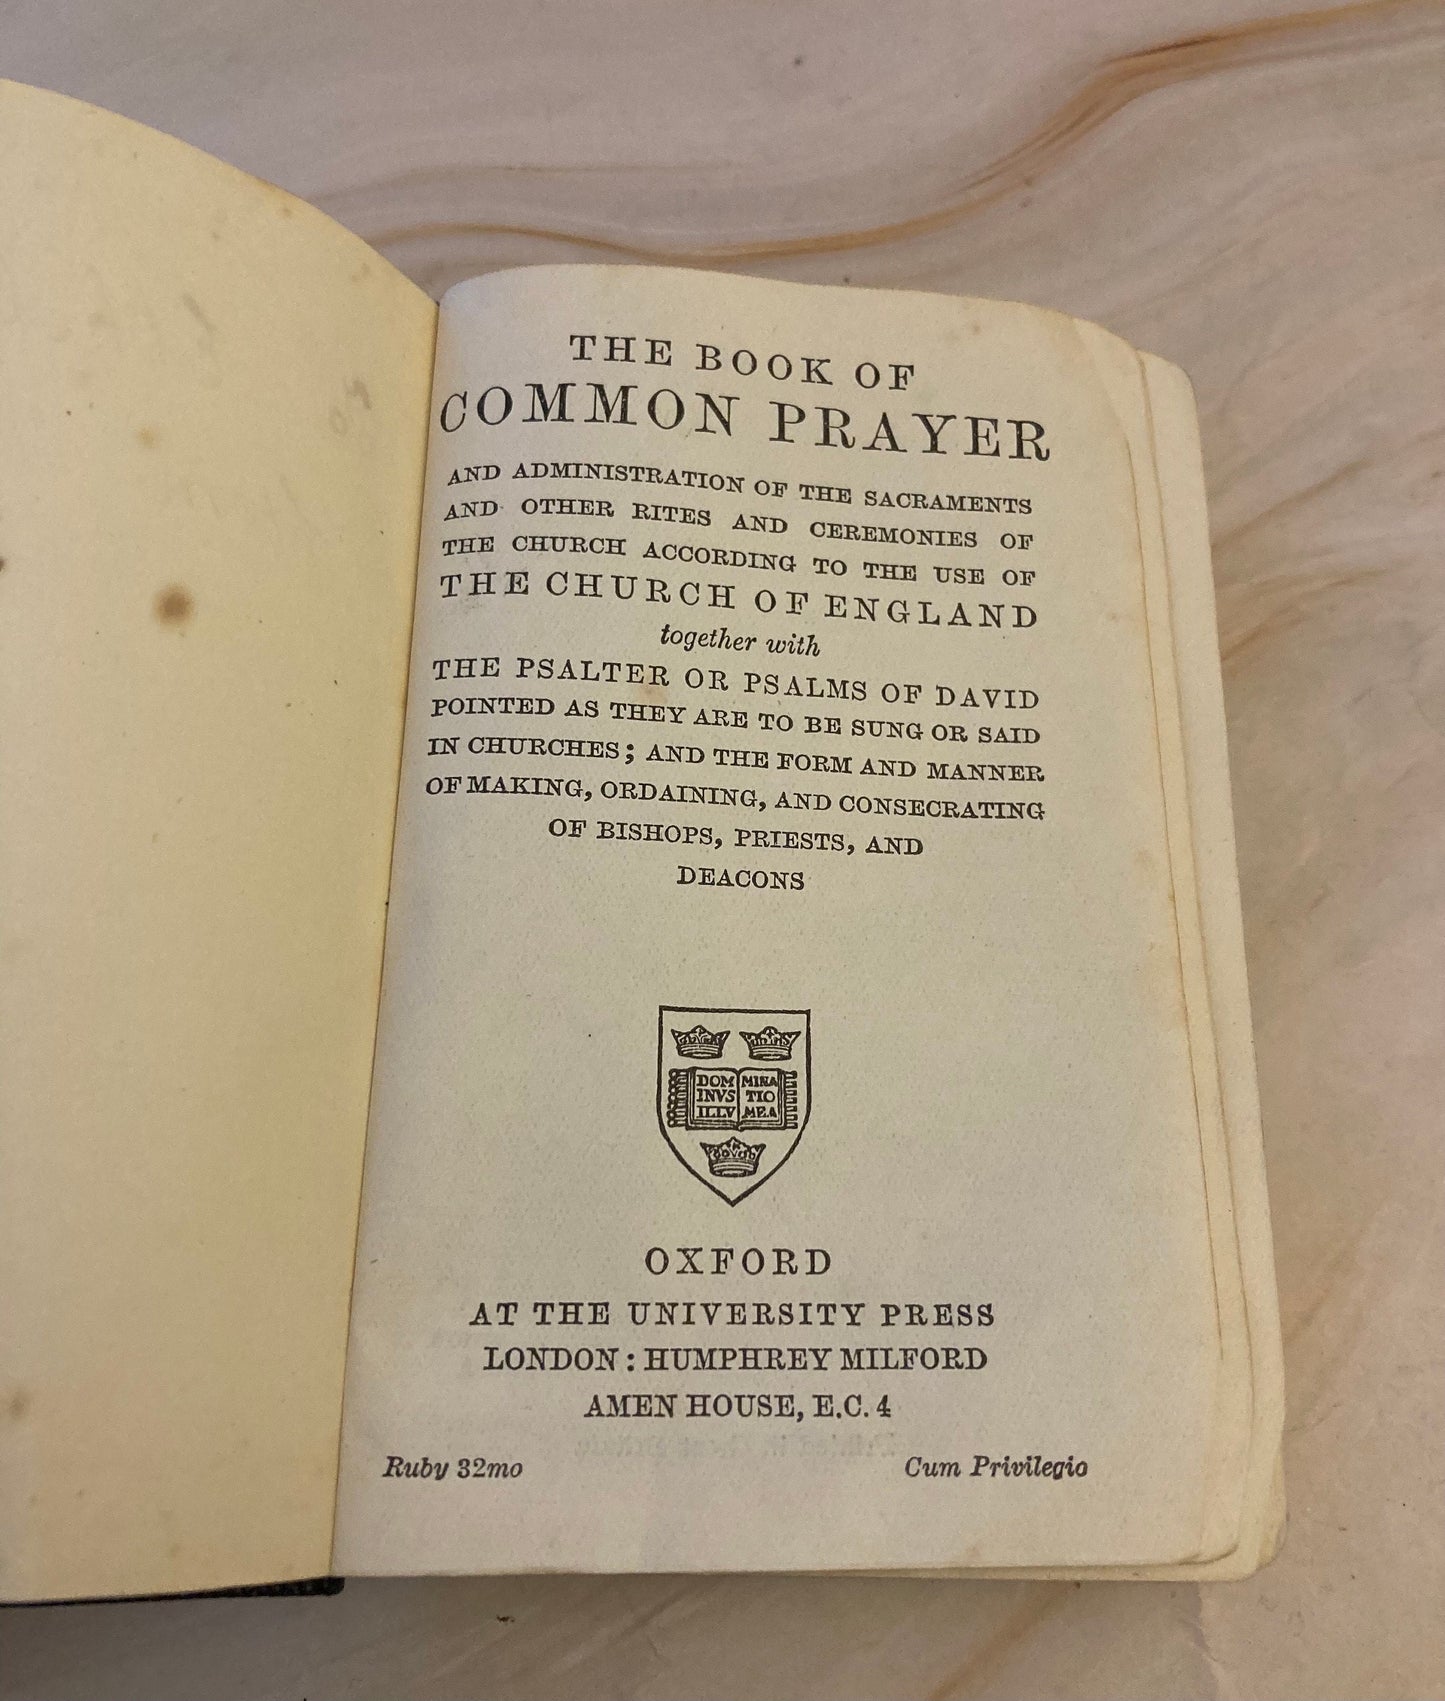 THE BOOK OF
COMMON PRAYER
AND ADMINISTRATION OF THE SACRAMENTS
AND OTHER RITES AND CEREMONIES OF
THE CHURCH ACCORDING TO THE USE OF
THE CHURCH OF ENGLAND
together with
THE PSALTER OR PSALMS OF DAVID
POINTED AS THEY ARE TO BE SUNG OR SAID
IN CHURCHES; AND THE FORM AND MANNER
OF MAKING, ORDAINING, AND CONSECRATING
OF BISHOPS, PRIESTS, AND
DEACONS
DOM MINA
INVS TIO
ILLV MEA
OXFORD
AT THE UNIVERSITY PRESS
LONDON: HUMPHREY MILFORD
AMEN HOUSE, E.C. 4
Ruby 32mo Cum Privilegio